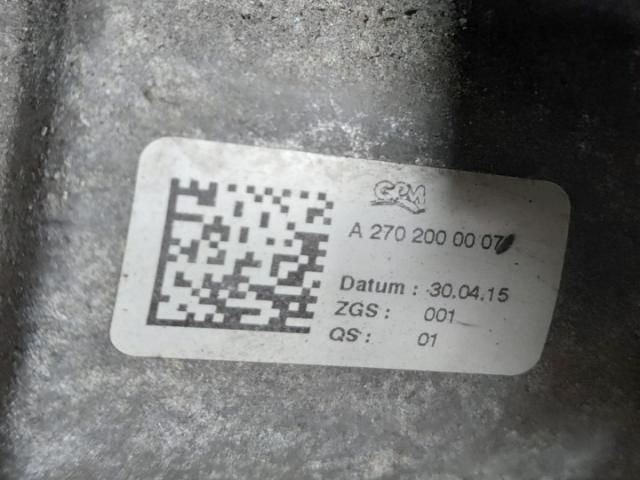 GPM
A 270 200 00 07
Datum : 30.04.15
ZGS : 001
QS : 01